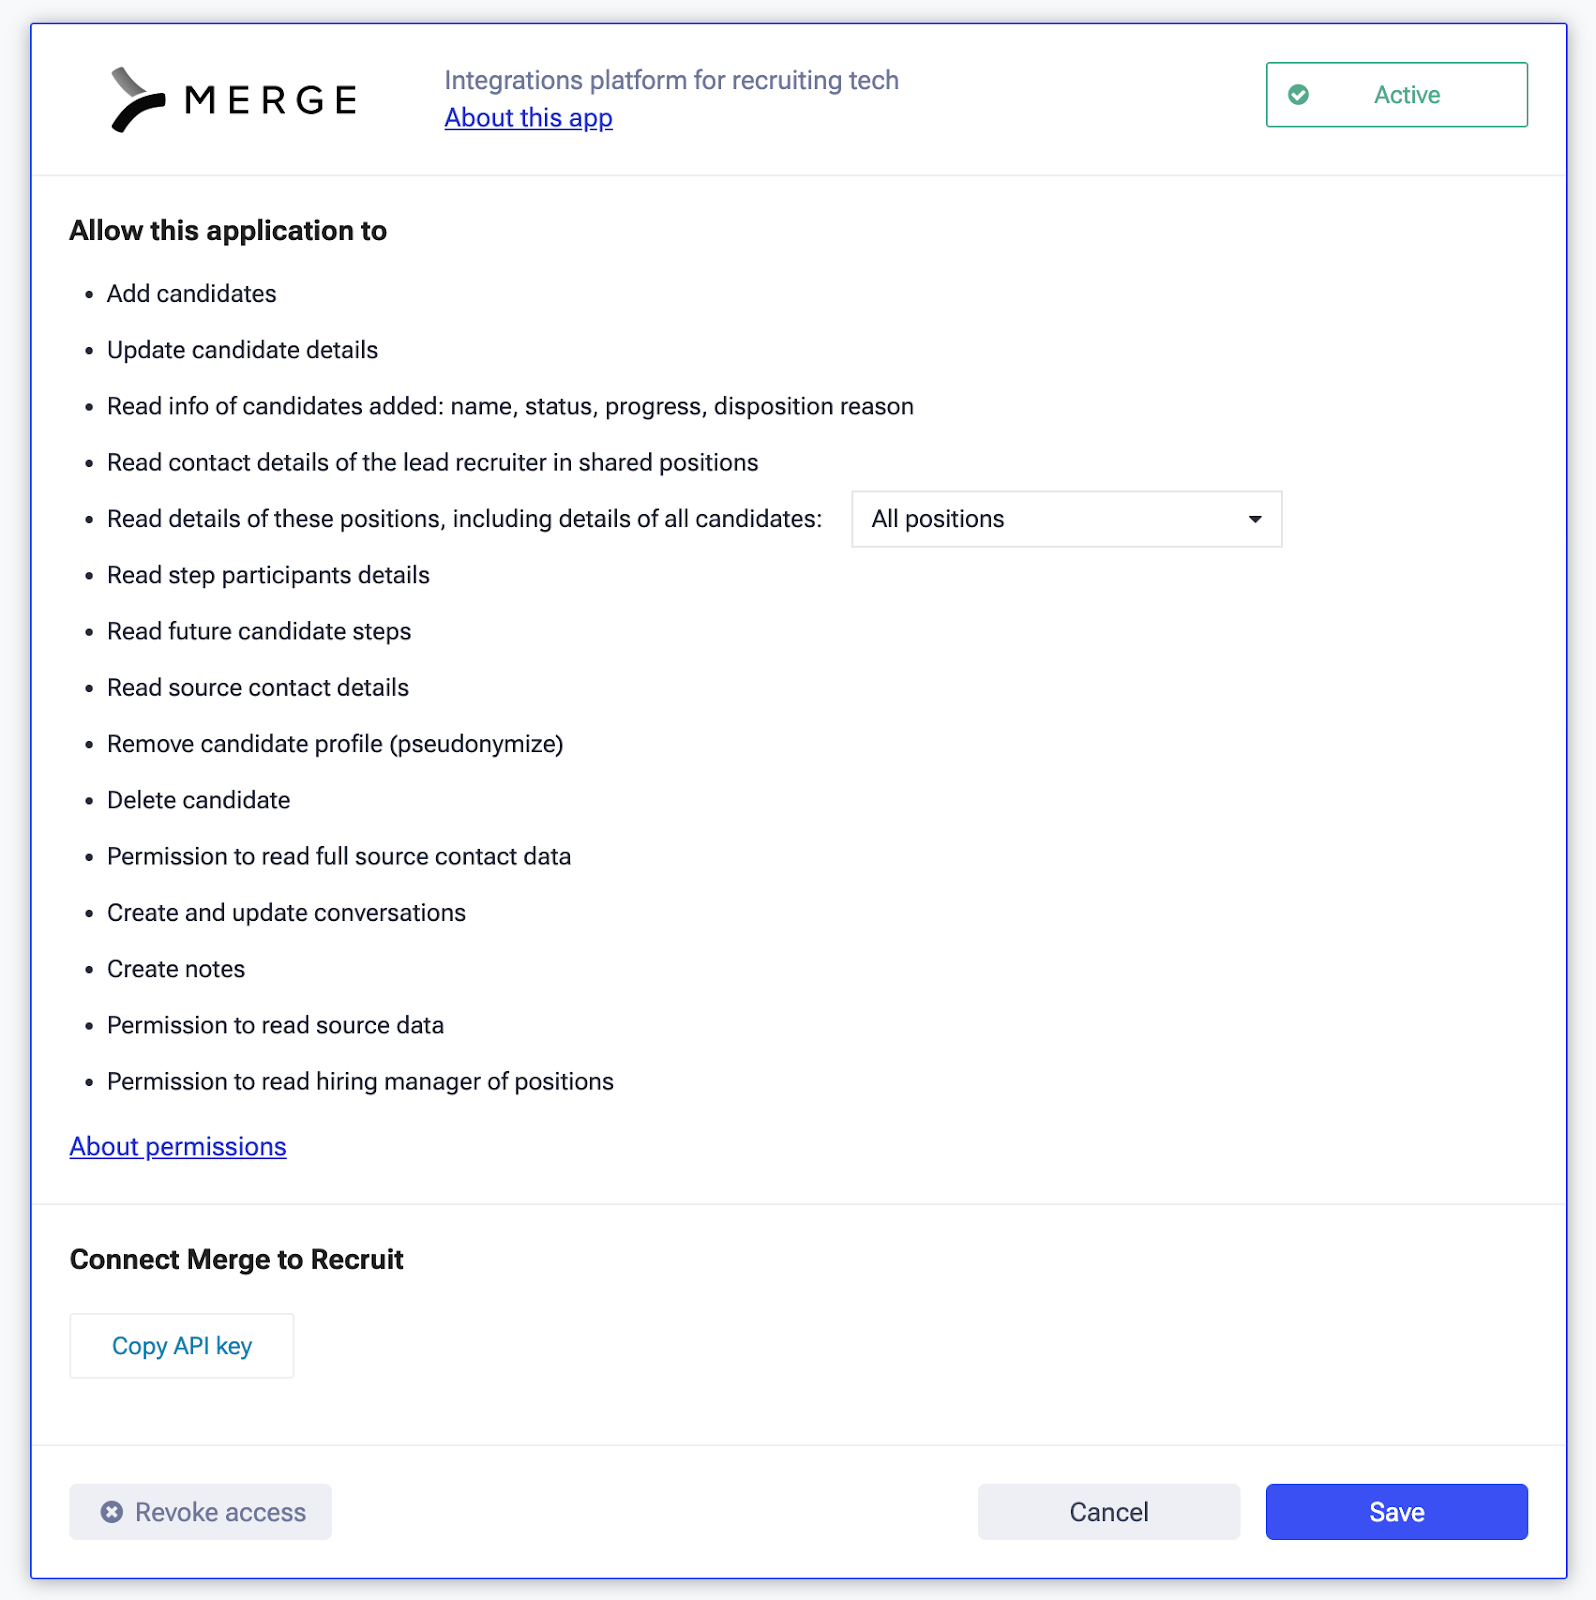 MERGE
Integrations platform for recruiting tech
About this app
Active
Allow this application to
• Add candidates
• Update candidate details
• Read info of candidates added: name, status, progress, disposition reason
• Read contact details of the lead recruiter in shared positions
• Read details of these positions, including details of all candidates: All positions
• Read step participants details
• Read future candidate steps
• Read source contact details
• Remove candidate profile (pseudonymize)
• Delete candidate
• Permission to read full source contact data
• Create and update conversations
• Create notes
• Permission to read source data
• Permission to read hiring manager of positions
About permissions
Connect Merge to Recruit
Copy API key
Revoke access
Cancel
Save